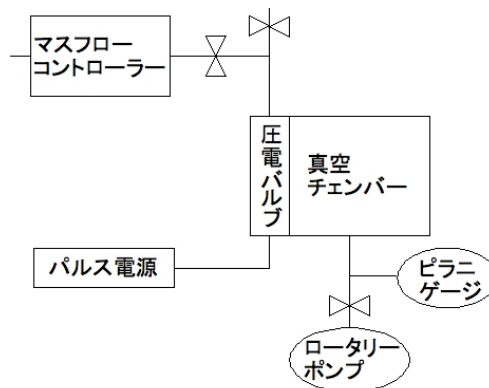 マスフロー
コントローラー
圧電バルブ
真空
チェンバー
パルス電源
ピラニ
ゲージ
ロータリー
ポンプ